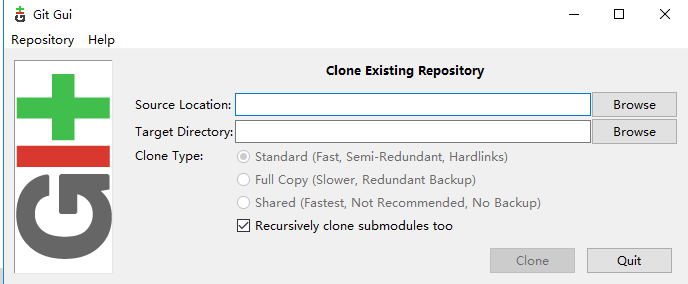 Git Gui
Repository Help
Clone Existing Repository
Source Location: Browse
Target Directory: Browse
Clone Type: Standard (Fast, Semi-Redundant, Hardlinks)
Full Copy (Slower, Redundant Backup)
Shared (Fastest, Not Recommended, No Backup)
Recursively clone submodules too
Clone Quit